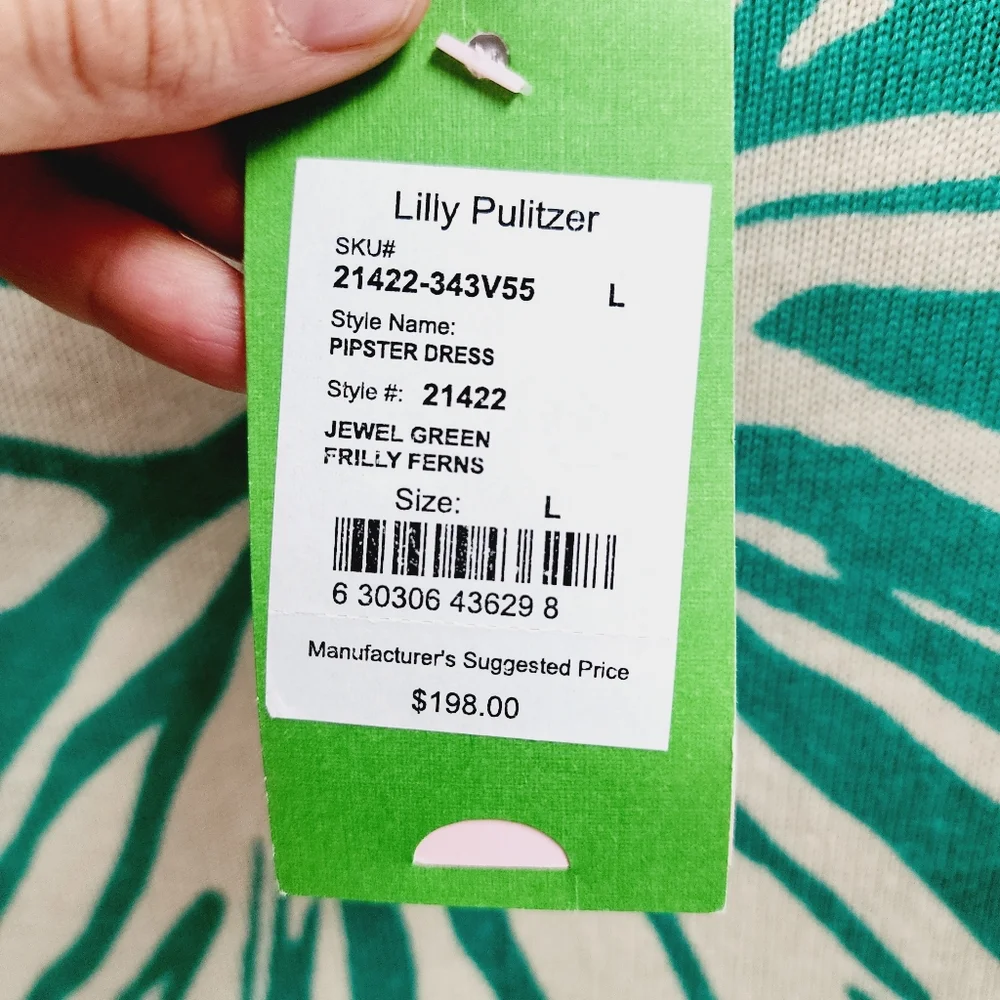 Lilly Pulitzer
SKU#
21422-343V55 L
Style Name:
PIPSTER DRESS
Style #: 21422
JEWEL GREEN
FRILLY FERNS
Size: L
6 30306 43629 8
Manufacturer's Suggested Price
$198.00